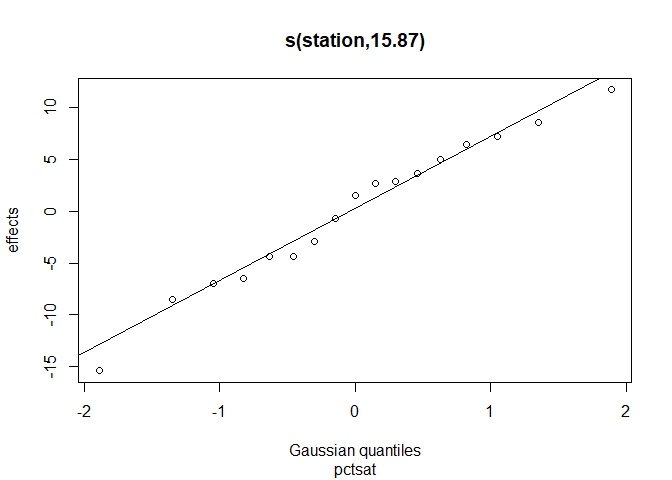 s(station,15.87)
effects
10
5
0
-5
-10
-15
-2
-1
0
1
2
Gaussian quantiles
pctsat